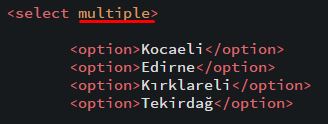 <select multiple>
<option>Kocaeli</option>
<option>Edirne</option>
<option>Kırklareli</option>
<option>Tekirdağ</option>